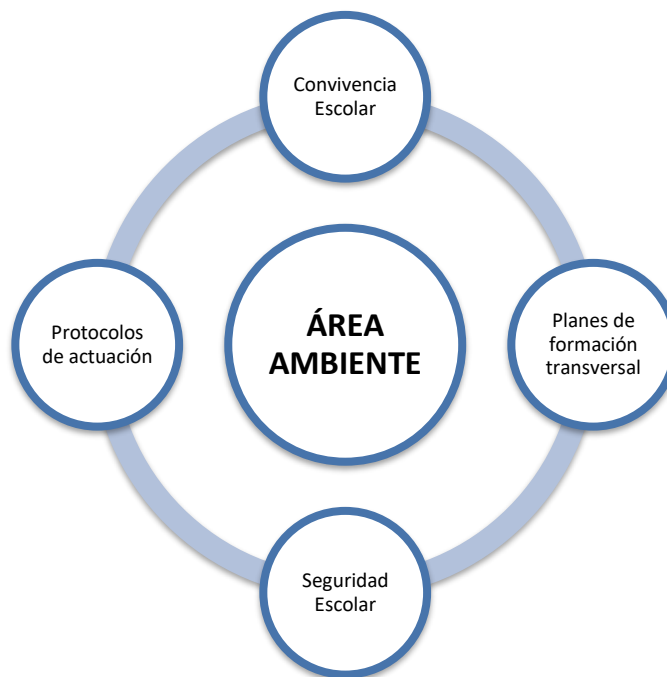 Convivencia
Escolar
Protocolos
de actuación
ÁREA
AMBIENTE
Planes de
formación
transversal
Seguridad
Escolar